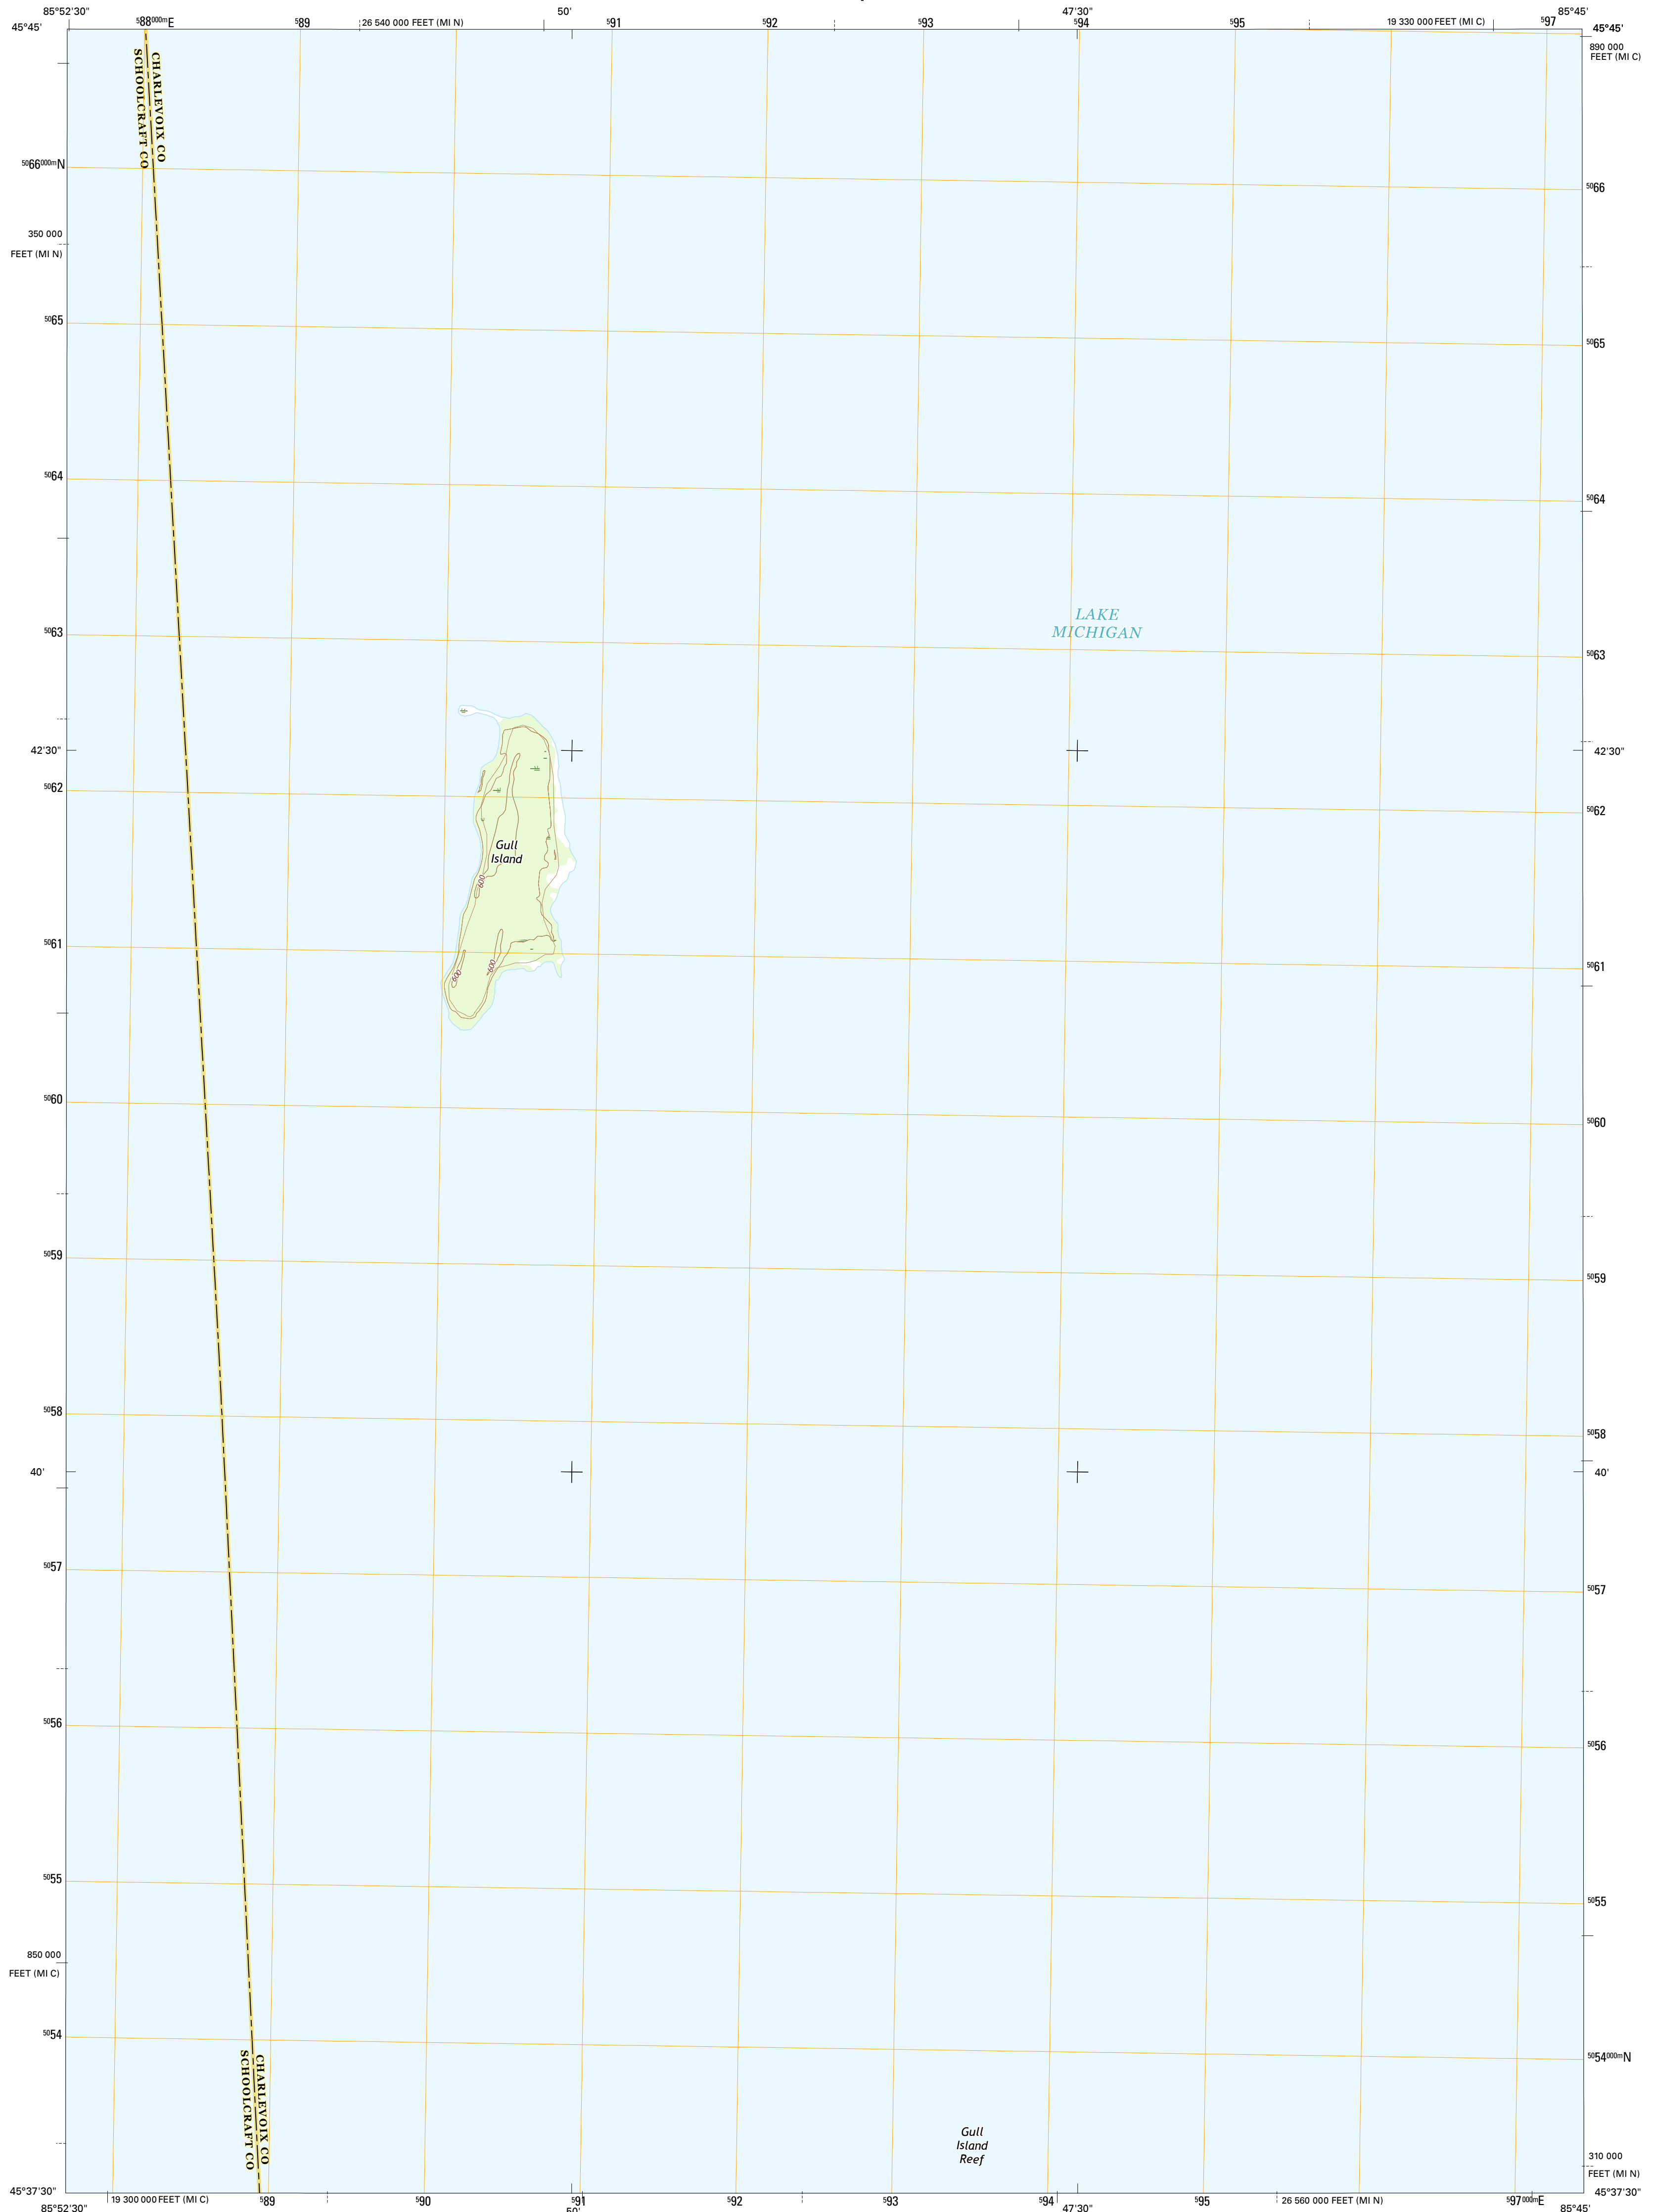 85°52'30"
⁵88⁰⁰⁰ᵐE
⁵89
26 540 000 FEET (MI N)
50'
⁵91
⁵92
⁵93
47'30"
⁵94
⁵95
19 330 000 FEET (MI C)
⁵97
85°45'
45°45'
45°45'
890 000
FEET (MI C)
CHARLEVOIX CO
SCHOOLCRAFT CO
⁵⁰66⁰⁰⁰ᵐN
⁵⁰66
350 000
FEET (MI N)
⁵⁰65
⁵⁰65
⁵⁰64
⁵⁰64
LAKE
MICHIGAN
⁵⁰63
⁵⁰63
42'30"
42'30"
⁵⁰62
⁵⁰62
Gull
Island
600
⁵⁰61
⁵⁰61
600
600
⁵⁰60
⁵⁰60
⁵⁰59
⁵⁰59
⁵⁰58
⁵⁰58
40'
40'
⁵⁰57
⁵⁰57
⁵⁰56
⁵⁰56
⁵⁰55
⁵⁰55
850 000
FEET (MI C)
⁵⁰54
⁵⁰54⁰⁰⁰ᵐN
CHARLEVOIX CO
SCHOOLCRAFT CO
Gull
Island
Reef
310 000
FEET (MI N)
45°37'30"
45°37'30"
85°52'30"
19 300 000 FEET (MI C)
⁵89
⁵90
⁵91
50'
⁵92
⁵93
⁵94
47'30"
⁵95
26 560 000 FEET (MI N)
⁵97⁰⁰⁰ᵐE
85°45'